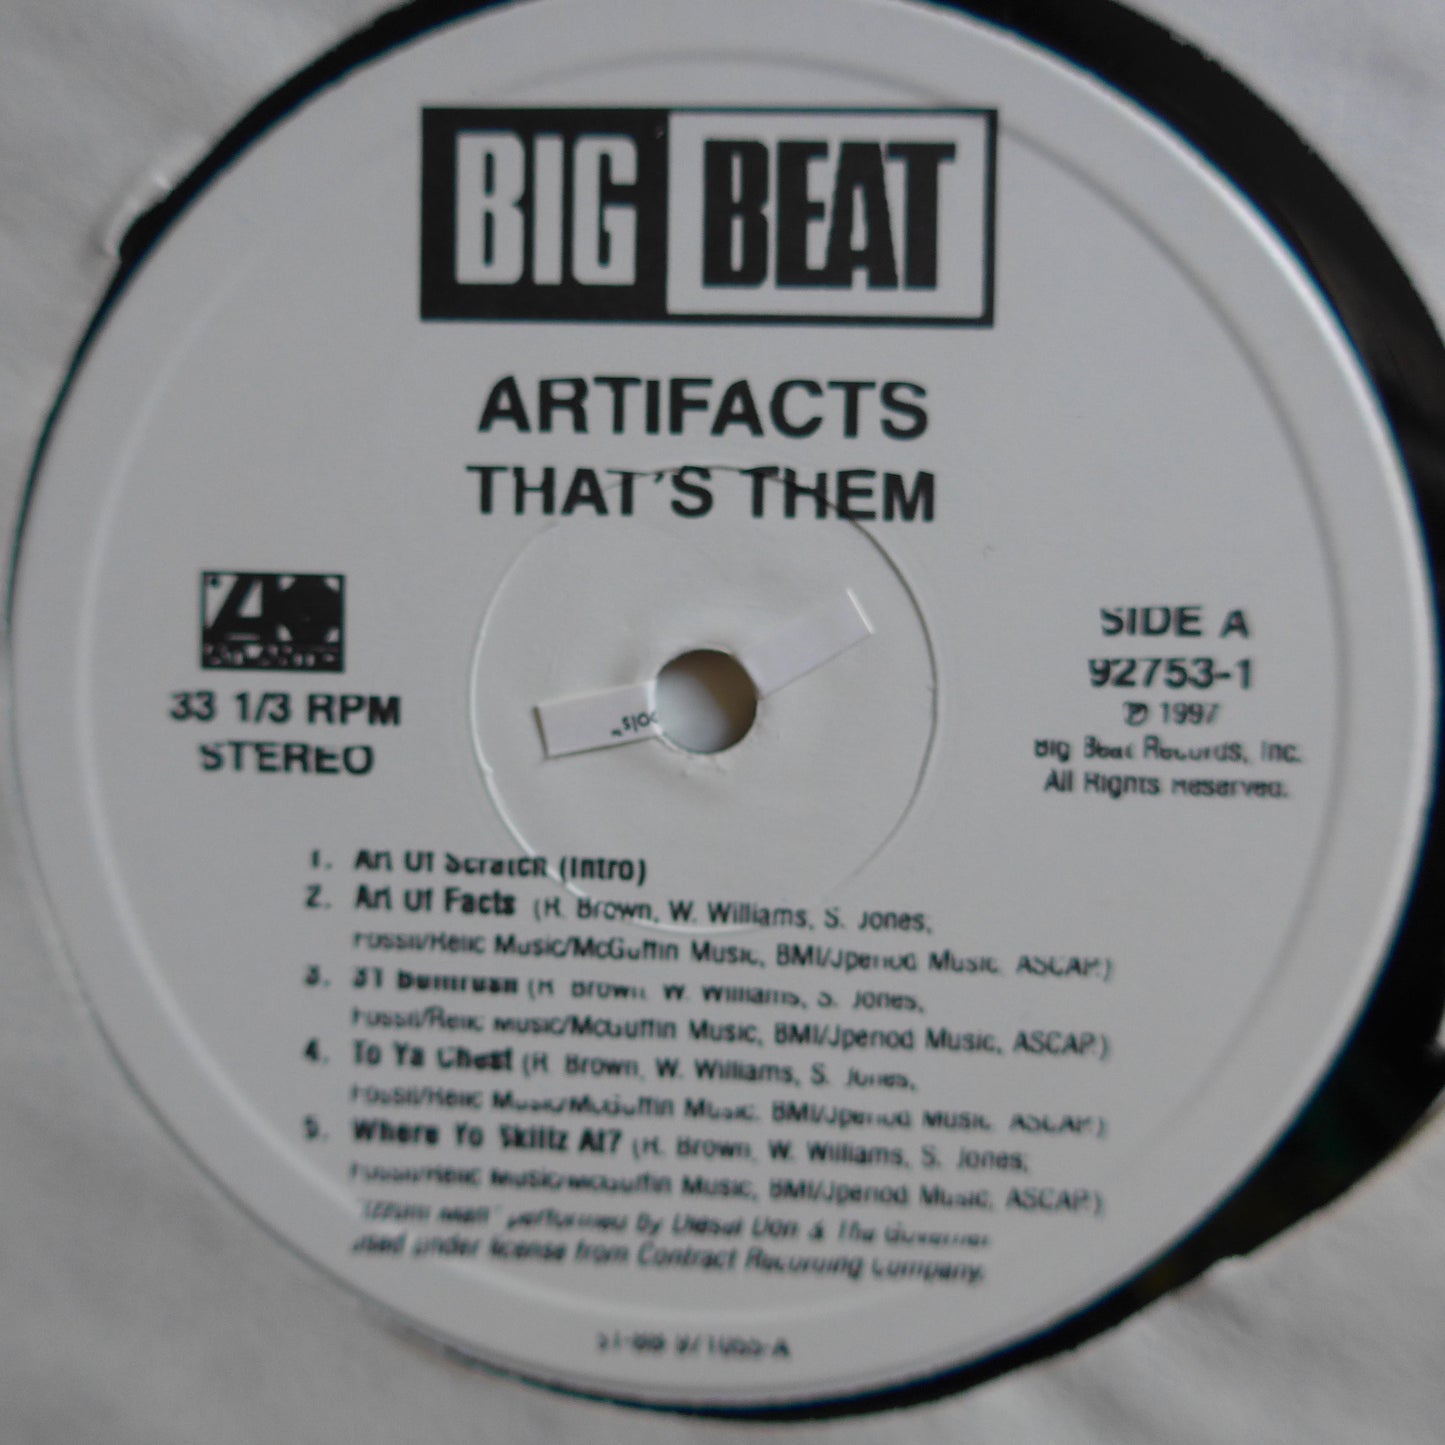 BIG BEAT
ARTIFACTS
THAT'S THEM
ATLANTIC
33 1/3 RPM
STEREO
SIDE A
92753-1
℗ 1997
Big Beat Records, Inc.
All Rights Reserved.
ools"
1. Art Of Scratch (Intro)
2. Art Of Facts (R. Brown, W. Williams, S. Jones;
Fossil/Relic Music/McGuffin Music, BMI/Jperiod Music, ASCAP.)
3. 31 Bumrush (R. Brown, W. Williams, S. Jones;
Fossil/Relic Music/McGuffin Music, BMI/Jperiod Music, ASCAP.)
4. To Ya Chest (R. Brown, W. Williams, S. Jones;
Fossil/Relic Music/McGuffin Music, BMI/Jperiod Music, ASCAP.)
5. Where Yo Skillz At? (R. Brown, W. Williams, S. Jones;
Fossil/Relic Music/McGuffin Music, BMI/Jperiod Music, ASCAP.)
Man" performed by Diesel Don & The Governor
used under license from Contract Recording Company.